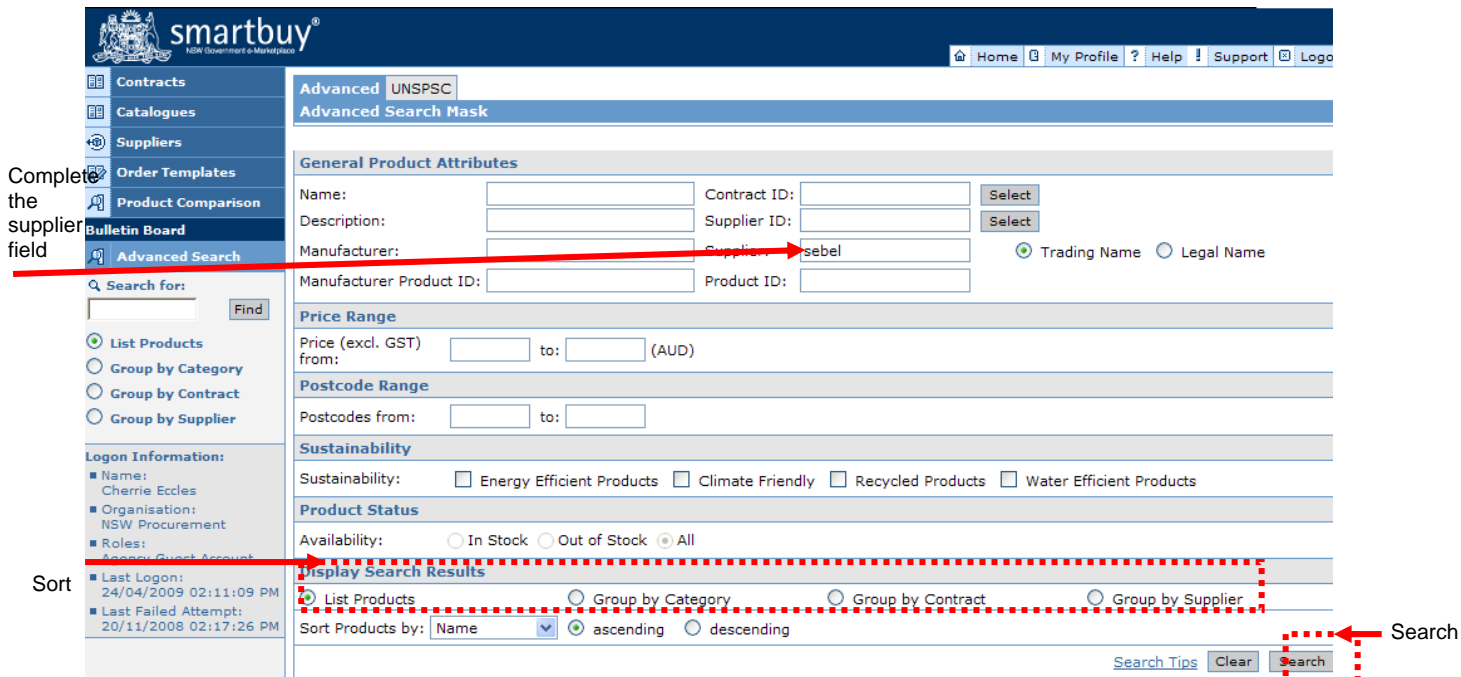 smartbuy®
NSW Government e-Marketplace
Home My Profile ? Help ! Support Logo
Contracts
Catalogues
Suppliers
Order Templates
Product Comparison
Bulletin Board
Advanced Search
Search for:
Find
List Products
Group by Category
Group by Contract
Group by Supplier
Logon Information:
Name:
Cherrie Eccles
Organisation:
NSW Procurement
Roles:
Agency Guest Account
Last Logon:
24/04/2009 02:11:09 PM
Last Failed Attempt:
20/11/2008 02:17:26 PM
Complete
the
supplier
field
Sort
Advanced UNSPSC
Advanced Search Mask
General Product Attributes
Name: Contract ID: Select
Description: Supplier ID: Select
Manufacturer: Supplier: sebel Trading Name Legal Name
Manufacturer Product ID: Product ID:
Price Range
Price (excl. GST)
from: to: (AUD)
Postcode Range
Postcodes from: to:
Sustainability
Sustainability: Energy Efficient Products Climate Friendly Recycled Products Water Efficient Products
Product Status
Availability: In Stock Out of Stock All
Display Search Results
List Products Group by Category Group by Contract Group by Supplier
Sort Products by: Name ascending descending
Search Tips Clear Search
Search